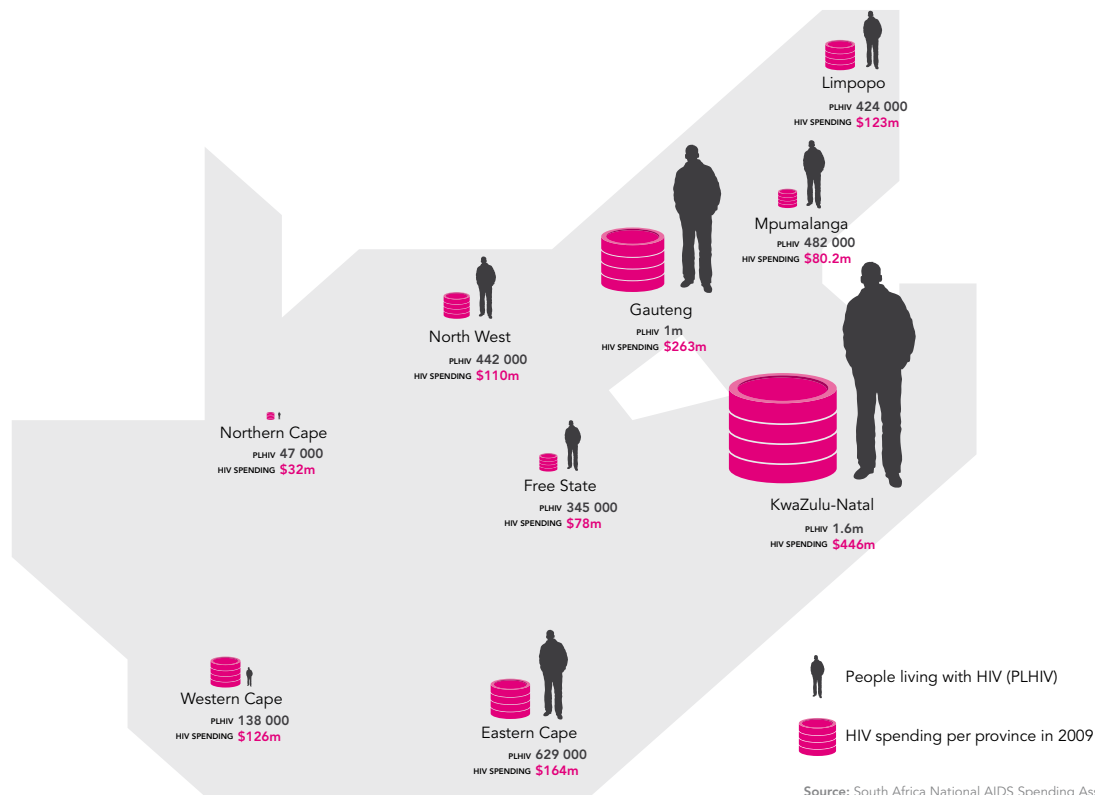 Limpopo
PLHIV 424 000
HIV SPENDING $123m
Mpumalanga
PLHIV 482 000
HIV SPENDING $80.2m
Gauteng
PLHIV 1m
HIV SPENDING $263m
North West
PLHIV 442 000
HIV SPENDING $110m
Northern Cape
PLHIV 47 000
HIV SPENDING $32m
Free State
PLHIV 345 000
HIV SPENDING $78m
KwaZulu-Natal
PLHIV 1.6m
HIV SPENDING $446m
Western Cape
PLHIV 138 000
HIV SPENDING $126m
Eastern Cape
PLHIV 629 000
HIV SPENDING $164m
People living with HIV (PLHIV)
HIV spending per province in 2009
Source: South Africa National AIDS Spending